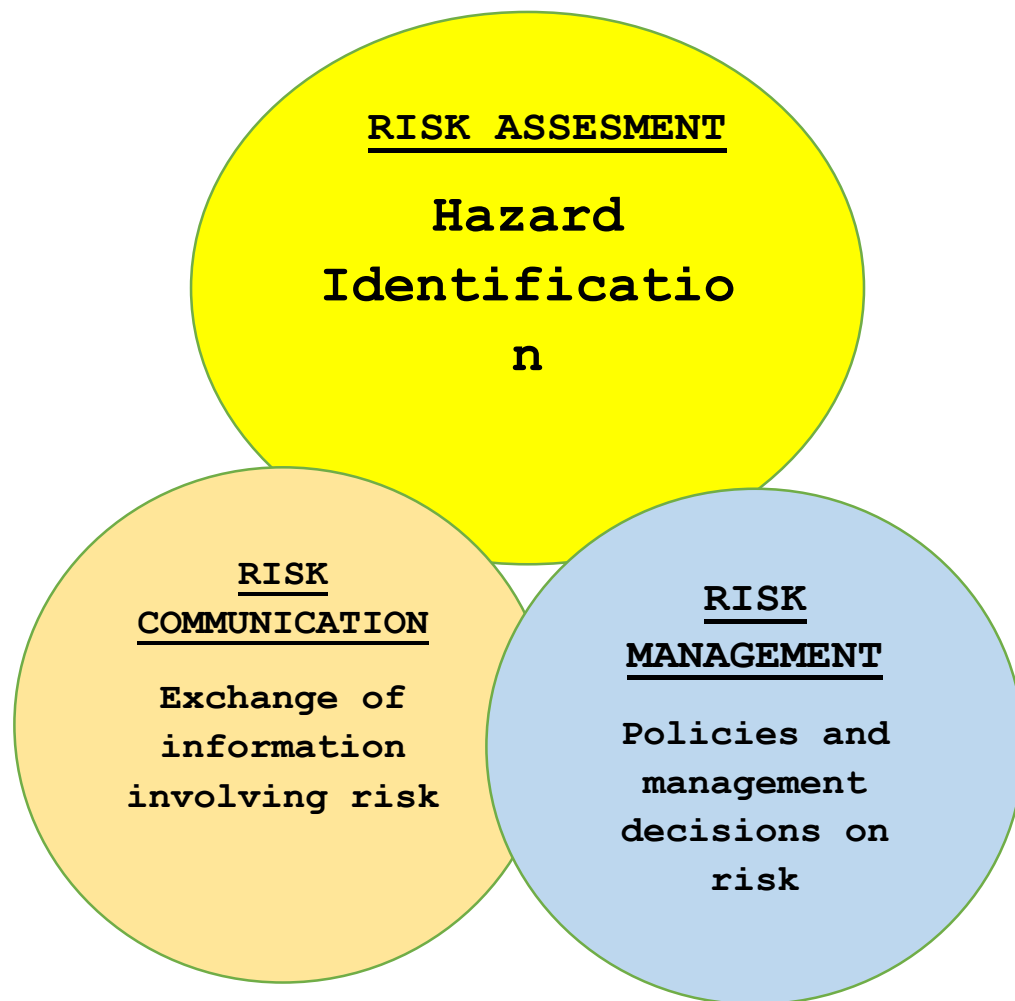 RISK ASSESMENT
Hazard
Identificatio
n
RISK
COMMUNICATION
Exchange of
information
involving risk
RISK
MANAGEMENT
Policies and
management
decisions on
risk